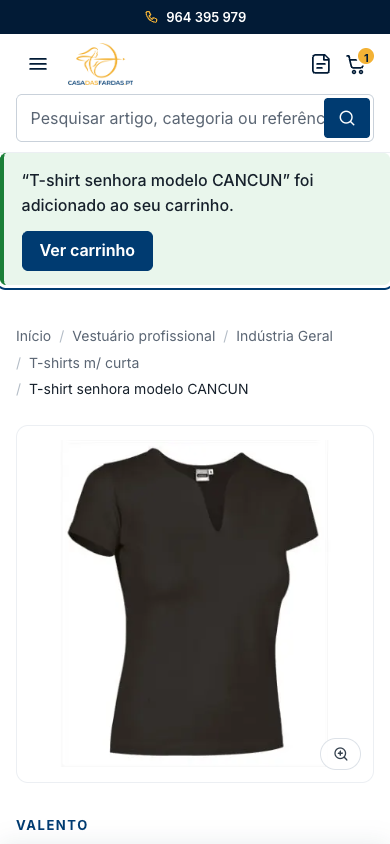 964 395 979
CASADASFARDAS.PT
1
Pesquisar artigo, categoria ou referênc
“T-shirt senhora modelo CANCUN” foi
adicionado ao seu carrinho.
Ver carrinho
Início / Vestuário profissional / Indústria Geral
/ T-shirts m/ curta
/ T-shirt senhora modelo CANCUN
VALENTO